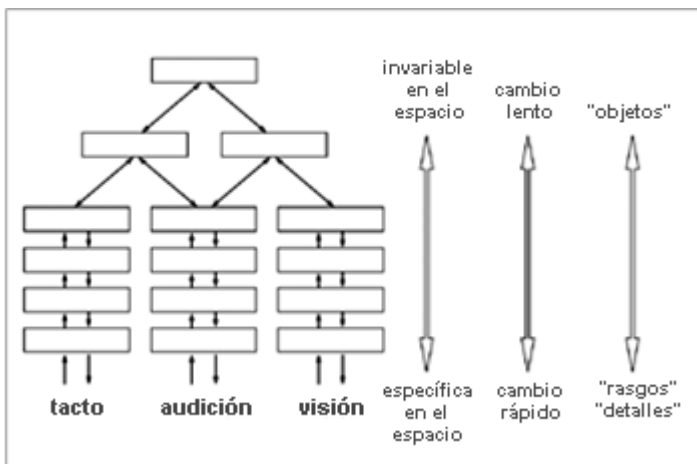 invariable
en el
espacio
cambio
lento
"objetos"
tacto
audición
visión
específica
en el
espacio
cambio
rápido
"rasgos"
"detalles"